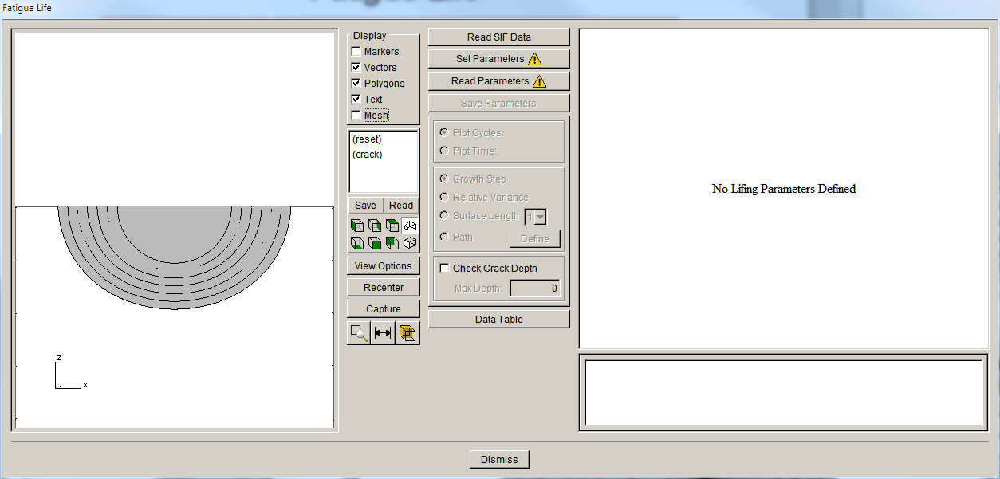 Fatigue Life
Display
Markers
Vectors
Polygons
Text
Mesh
(reset)
(crack)
Save Read
View Options
Recenter
Capture
z
y x
Read SIF Data
Set Parameters
Read Parameters
Save Parameters
Plot Cycles:
Plot Time:
Growth Step
Relative Variance
Surface Length 1
Path Define
Check Crack Depth
Max Depth: 0
Data Table
No Lifing Parameters Defined
Dismiss